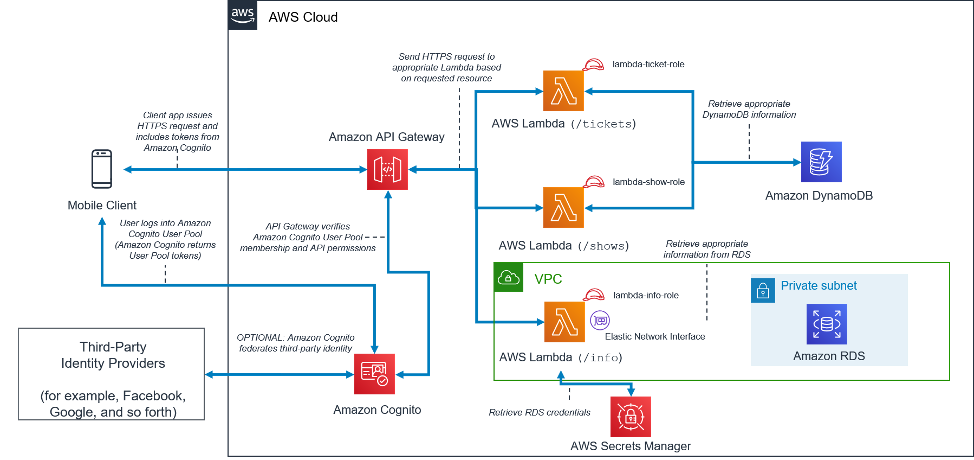 aws
AWS Cloud
Send HTTPS request to
appropriate Lambda based
on requested resource
lambda-ticket-role
AWS Lambda (/tickets)
Retrieve appropriate
DynamoDB information
Client app issues
HTTPS request and
includes tokens from
Amazon Cognito
Amazon API Gateway
Mobile Client
lambda-show-role
AWS Lambda (/shows)
Amazon DynamoDB
User logs into Amazon
Cognito User Pool
(Amazon Cognito returns
User Pool tokens)
API Gateway verifies
Amazon Cognito User Pool
membership and API permissions
Retrieve appropriate
information from RDS
VPC
lambda-info-role
Elastic Network Interface
AWS Lambda (/info)
Private subnet
Amazon RDS
Third-Party
Identity Providers
(for example, Facebook,
Google, and so forth)
OPTIONAL. Amazon Cognito
federates third-party identity
Amazon Cognito
Retrieve RDS credentials
AWS Secrets Manager